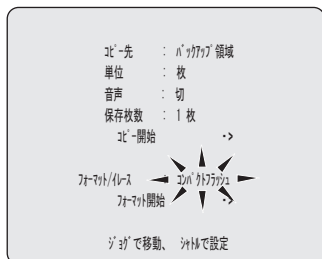 ｺﾋﾟｰ先 : ﾊﾞｯｸｱｯﾌﾟ領域
単位 : 枚
音声 : 切
保存枚数 : 1 枚
ｺﾋﾟｰ開始 ･>
ﾌｫｰﾏｯﾄ/ｲﾚｰｽ : ｺﾝﾊﾟｸﾄﾌﾗｯｼｭ
ﾌｫｰﾏｯﾄ開始 ･>
ｼﾞｮｸﾞで移動、 ｼｬﾄﾙで設定